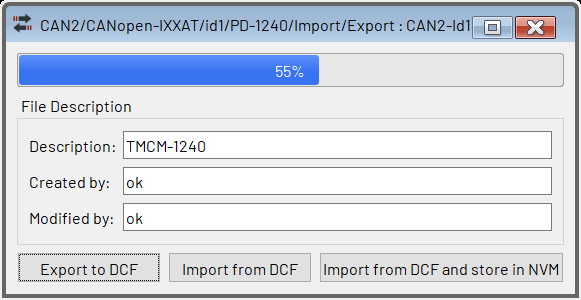 CAN2/CANopen-IXXAT/id1/PD-1240/Import/Export : CAN2-Id1
55%
File Description
Description: TMCM-1240
Created by: ok
Modified by: ok
Export to DCF Import from DCF Import from DCF and store in NVM